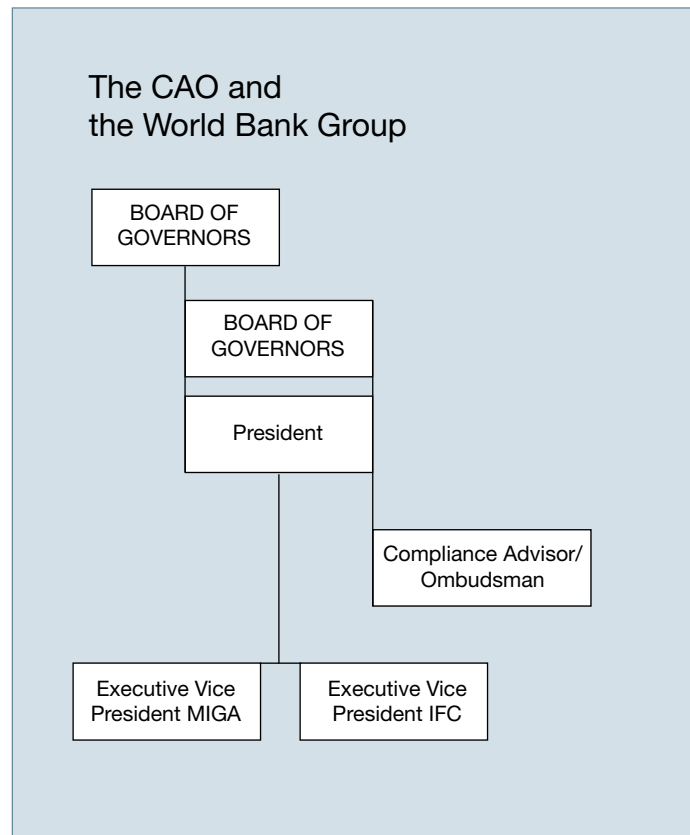 The CAO and
the World Bank Group
BOARD OF
GOVERNORS
BOARD OF
GOVERNORS
President
Compliance Advisor/
Ombudsman
Executive Vice
President MIGA
Executive Vice
President IFC